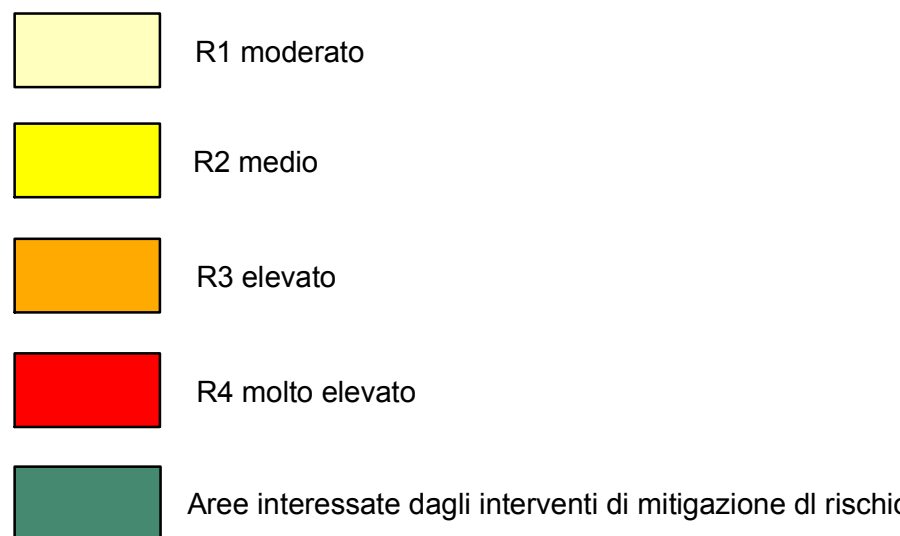 R1 moderato
R2 medio
R3 elevato
R4 molto elevato
Aree interessate dagli interventi di mitigazione dl rischio